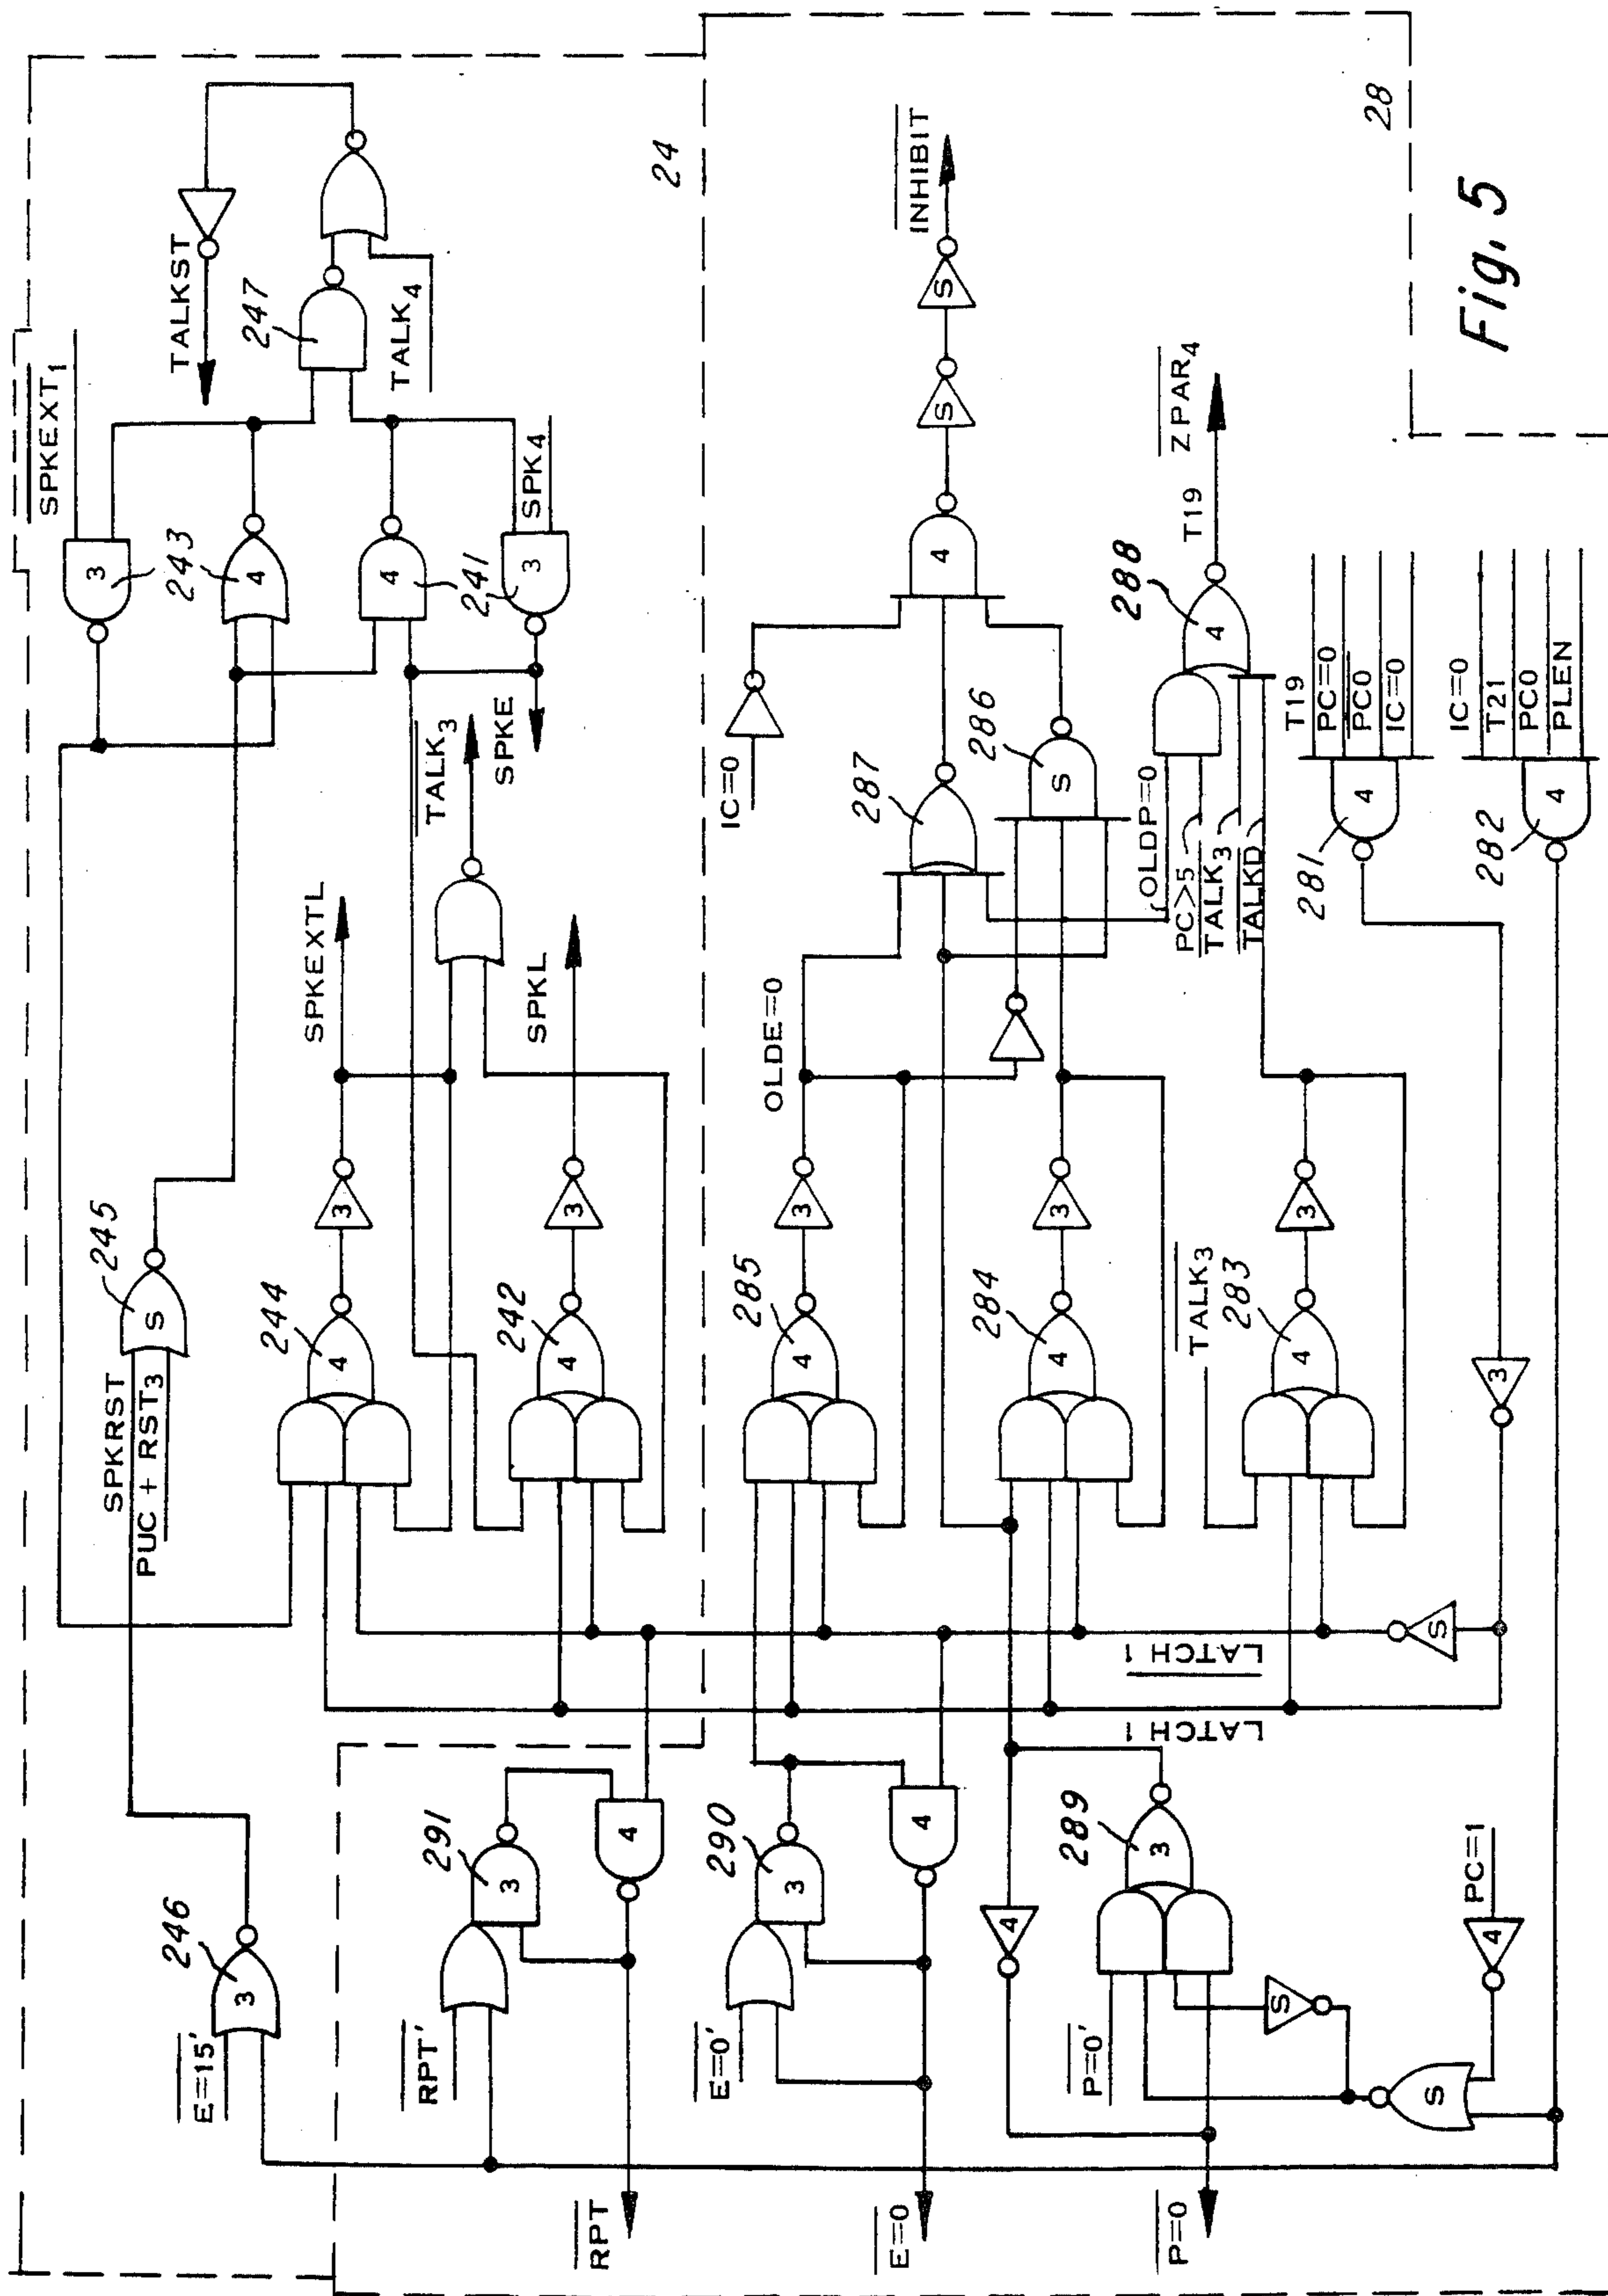 SPKEXT1
TALKST
3
243
4
247
TALK4
4
241
3
SPK4
SPKE
TALK3
24
SPKRST
PUC + RST3
245
S
SPKEXTL
3
244
4
SPKL
3
242
4
246
3
E=15'
RPT'
291
3
4
RPT
E=0'
290
3
4
E=0
P=0'
289
3
4
P=0
S
S
PC=1
4
LATCH 1
LATCH 1
S
3
OLDE=0
3
285
4
3
284
4
TALK3
3
283
4
IC=0
287
286
S
4
S
S
INHIBIT
OLDP=0
PC>5
TALK3
TALKD
288
4
T19
ZPAR4
T19
PC=0
PC0
IC=0
281
4
IC=0
T21
PC0
PLEN
282
4
28
Fig. 5